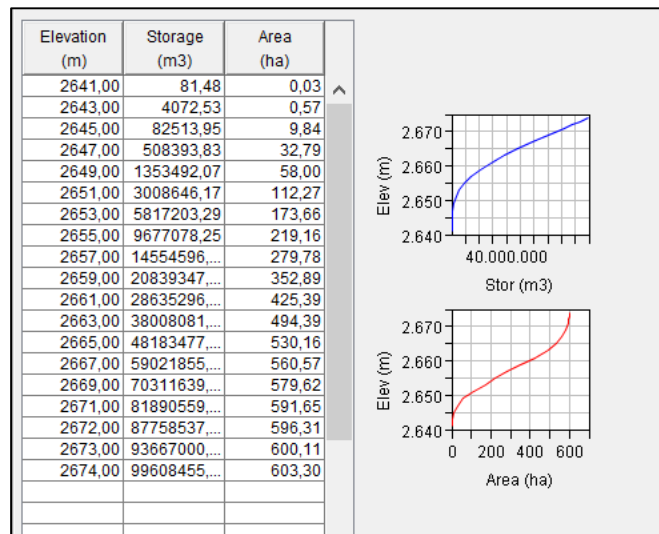 Elevation Storage Area
(m) (m3) (ha)
2641,00 81,48 0,03
2643,00 4072,53 0,57
2645,00 82513,95 9,84
2647,00 508393,83 32,79
2649,00 1353492,07 58,00
2651,00 3008646,17 112,27
2653,00 5817203,29 173,66
2655,00 9677078,25 219,16
2657,00 14554596,... 279,78
2659,00 20839347,... 352,89
2661,00 28635296,... 425,39
2663,00 38008081,... 494,39
2665,00 48183477,... 530,16
2667,00 59021855,... 560,57
2669,00 70311639,... 579,62
2671,00 81890559,... 591,65
2672,00 87758537,... 596,31
2673,00 93667000,... 600,11
2674,00 99608455,... 603,30
Elev (m)
2.670
2.660
2.650
2.640
40.000.000
Stor (m3)
Elev (m)
2.670
2.660
2.650
2.640
0 200 400 600
Area (ha)